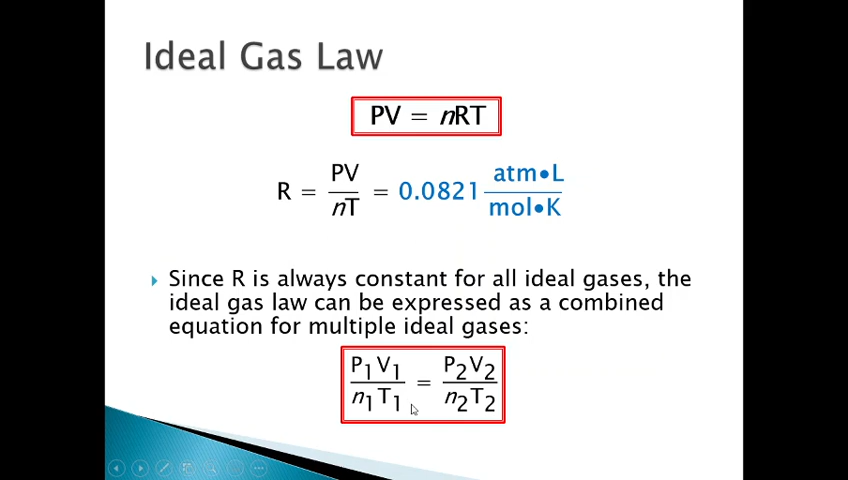 Ideal Gas Law
PV = nRT
R = PV/nT = 0.0821 atm•L/mol•K
Since R is always constant for all ideal gases, the
ideal gas law can be expressed as a combined
equation for multiple ideal gases:
P₁V₁/n₁T₁ = P₂V₂/n₂T₂